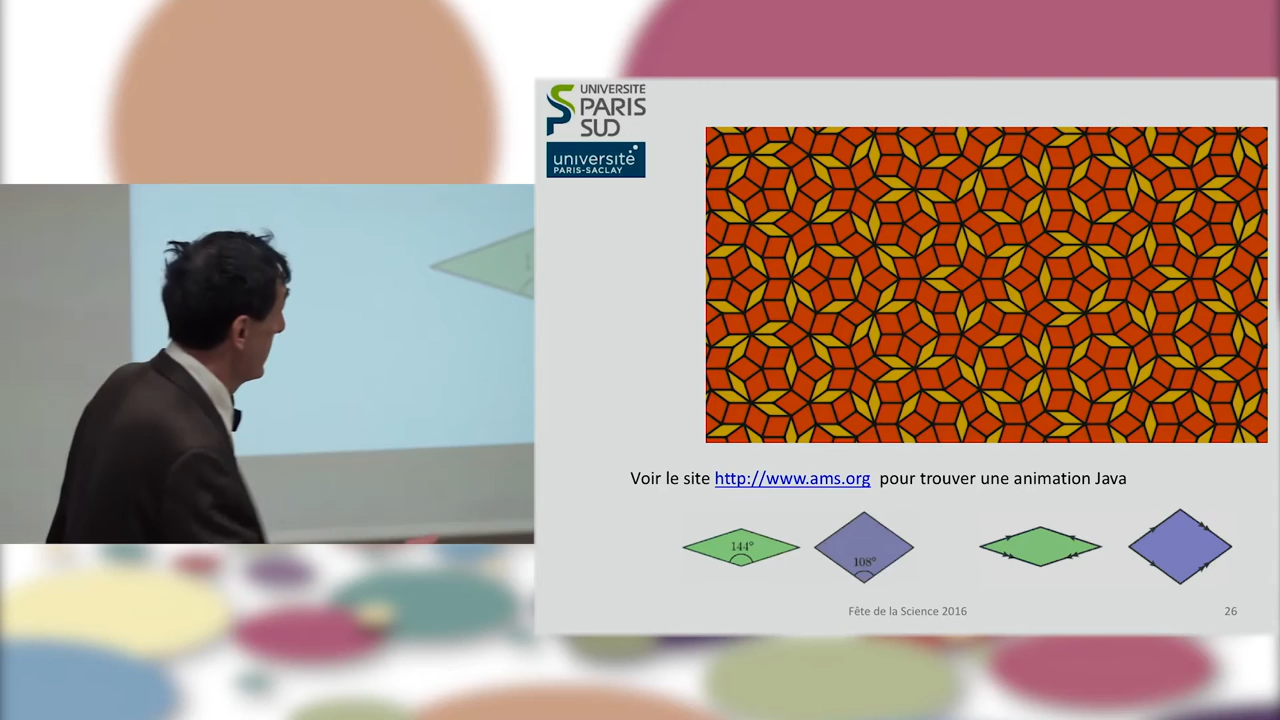 UNIVERSITÉ
PARIS
SUD
université
PARIS-SACLAY
Voir le site http://www.ams.org pour trouver une animation Java
144°
108°
Fête de la Science 2016
26